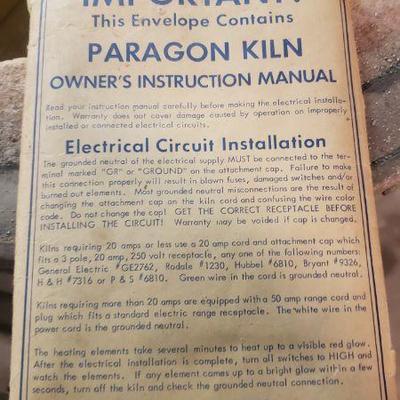 IMPORTANT!
This Envelope Contains
PARAGON KILN
OWNER'S INSTRUCTION MANUAL
Read your instruction manual carefully before making the electrical installa-
tion. Warranty does not cover damage caused by operation on improperly
installed or connected electrical circuits.
Electrical Circuit Installation
The grounded neutral of the electrical supply MUST be connected to the ter-
minal marked "GR" or "GROUND" on the attachment cap. Failure to make
this connection properly will result in blown fuses, damaged switches and/or
burned out elements. Most grounded neutral misconnections are the result of
changing the attachment cap on the kiln cord and confusing the wire color
code. Do not change the cap! GET THE CORRECT RECEPTACLE BEFORE
INSTALLING THE CIRCUIT! Warranty may be voided if cap is changed.
Kilns requiring 20 amps or less use a 20 amp cord and attachment cap which
fits a 3 pole, 20 amp, 250 volt receptacle, any one of the following numbers:
General Electric #GE2762, Rodale #1230, Hubbel #6810, Bryant #9326,
H & H #7316 or P & S #6810. Green wire in the cord is grounded neutral.
Kilns requiring more than 20 amps are equipped with a 50 amp range cord and
plug which fits a standard electric range receptacle. The white wire in the
power cord is the grounded neutral.
The heating elements take several minutes to heat up to a visible red glow.
After the electrical installation is complete, turn all switches to HIGH and
watch the elements. If any element comes up to a bright glow within a few
seconds, turn off the kiln and check the grounded neutral connection.